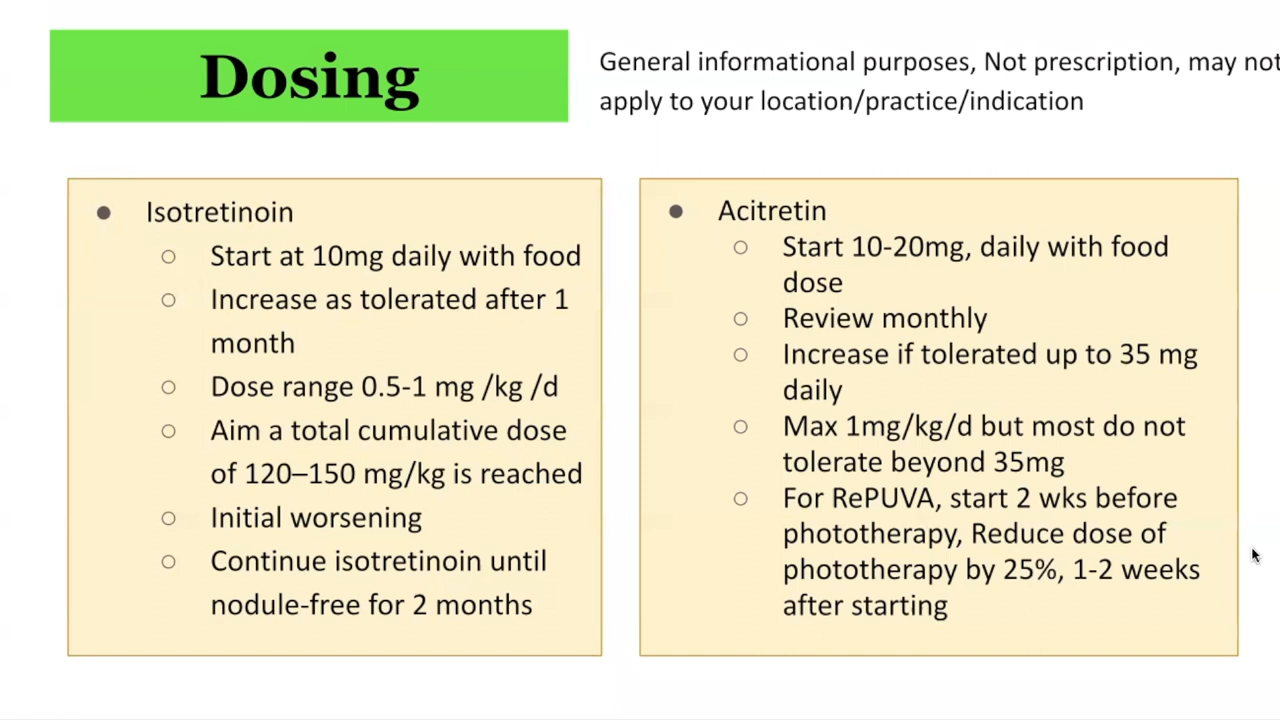 Dosing
General informational purposes, Not prescription, may not
apply to your location/practice/indication
● Isotretinoin
○ Start at 10mg daily with food
○ Increase as tolerated after 1
month
○ Dose range 0.5-1 mg /kg /d
○ Aim a total cumulative dose
of 120–150 mg/kg is reached
○ Initial worsening
○ Continue isotretinoin until
nodule-free for 2 months
● Acitretin
○ Start 10-20mg, daily with food
dose
○ Review monthly
○ Increase if tolerated up to 35 mg
daily
○ Max 1mg/kg/d but most do not
tolerate beyond 35mg
○ For RePUVA, start 2 wks before
phototherapy, Reduce dose of
phototherapy by 25%, 1-2 weeks
after starting